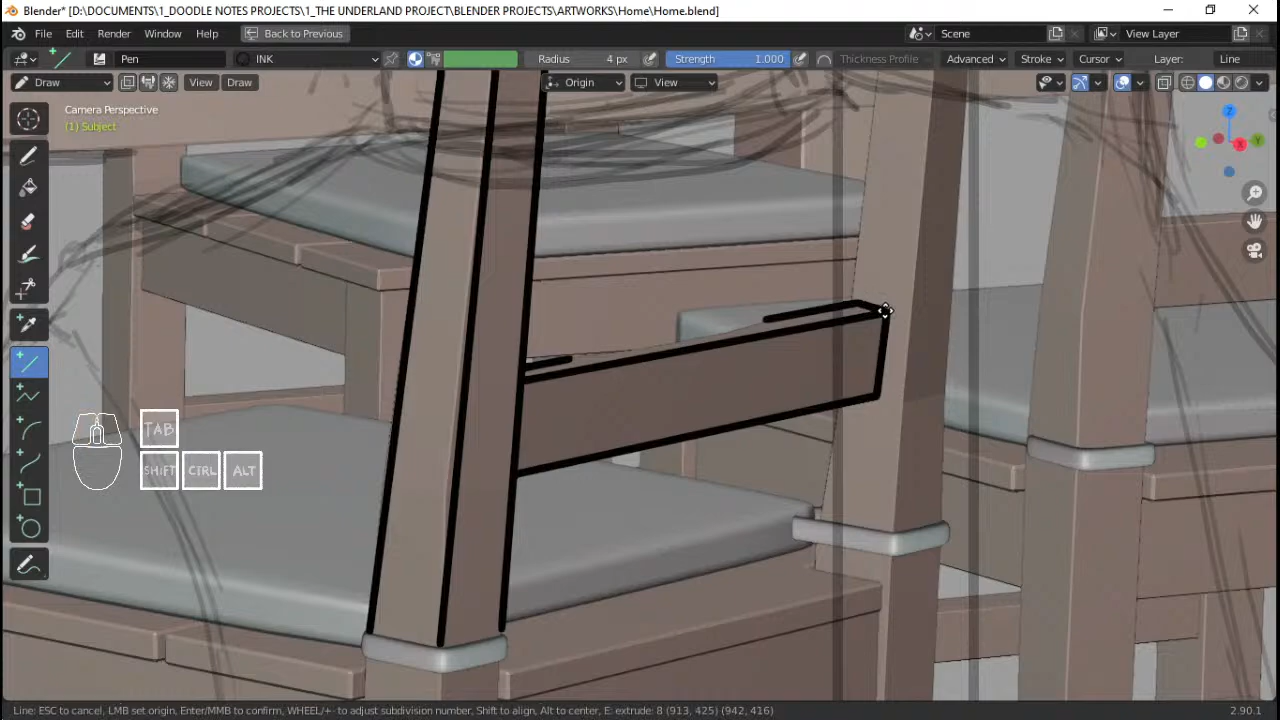 Blender* [D:\DOCUMENTS\1_DOODLE NOTES PROJECTS\1_THE UNDERLAND PROJECT\BLENDER PROJECTS\ARTWORKS\Home\Home.blend]
File Edit Render Window Help Back to Previous Scene View Layer
Pen INK Radius 4 px Strength 1.000 Thickness Profile Advanced Stroke Cursor Layer: Line
Draw View Draw Origin View
Camera Perspective
(1) Subject
Z
Y
X
TAB
SHIFT CTRL ALT
Line: ESC to cancel, LMB set origin, Enter/MMB to confirm, WHEEL/+- to adjust subdivision number, Shift to align, Alt to center, E: extrude: 8 (913, 425) (942, 416) 2.90.1